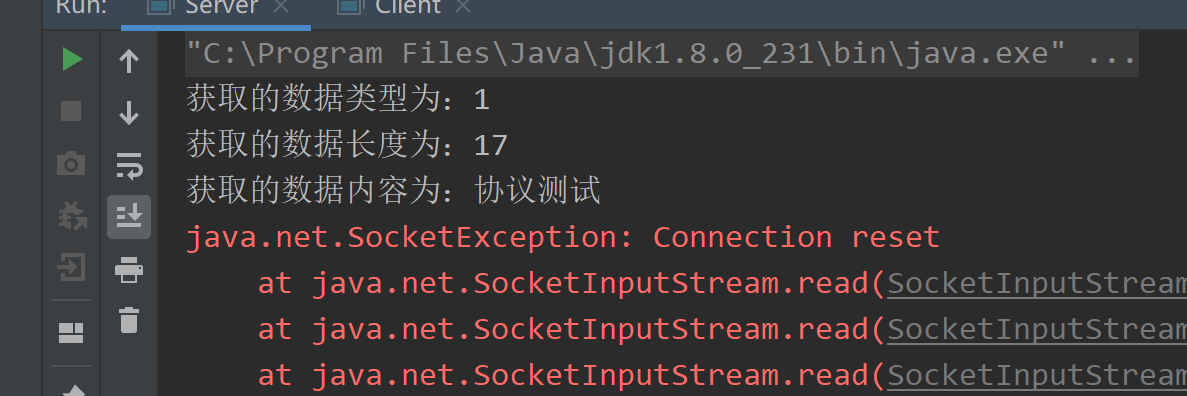 Run: Server Client
"C:\Program Files\Java\jdk1.8.0_231\bin\java.exe" ...
获取的数据类型为：1
获取的数据长度为：17
获取的数据内容为：协议测试
java.net.SocketException: Connection reset
at java.net.SocketInputStream.read(SocketInputStream
at java.net.SocketInputStream.read(SocketInputStream
at java.net.SocketInputStream.read(SocketInputStream